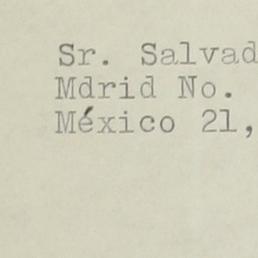 Sr. Salvad
Mdrid No.
México 21,